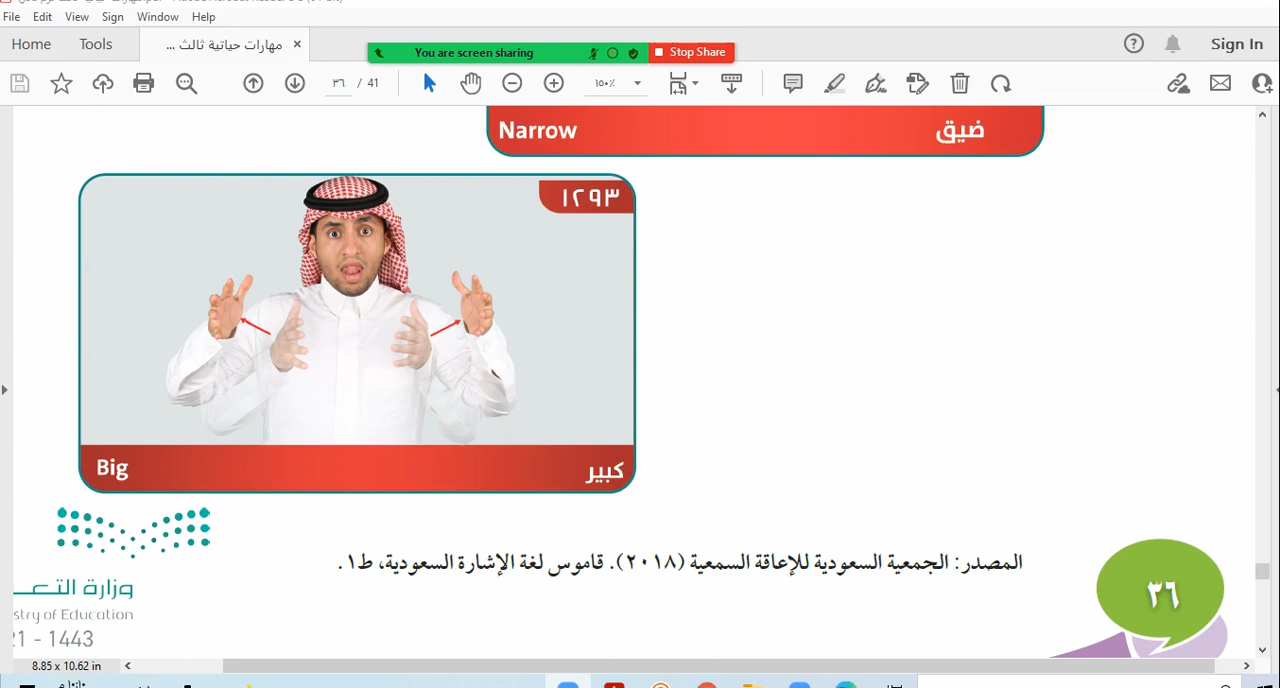 File Edit View Sign Window Help
Home Tools مهارات حياتية ثالث ... × Sign In
You are screen sharing Stop Share
٣٦ / 41 ١٥٠٪
Narrow ضيق
١٢٩٣
Big كبير
المصدر: الجمعية السعودية للإعاقة السمعية (٢٠١٨). قاموس لغة الإشارة السعودية، ط١.
٣٦
وزارة التعـ
stry of Education
21 - 1443
8.85 x 10.62 in